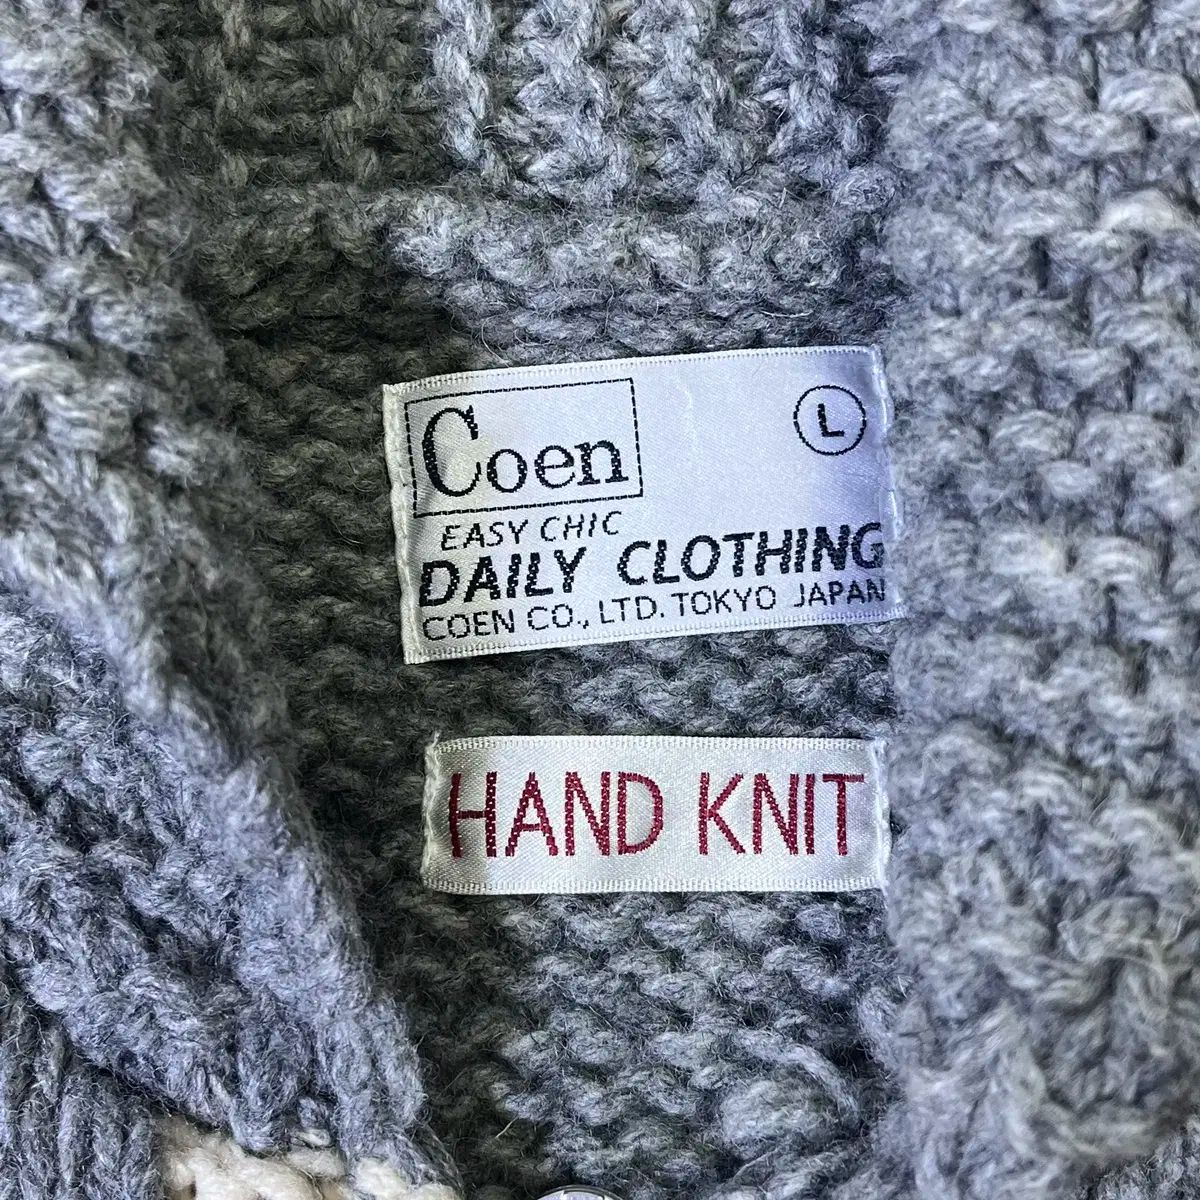 Coen
L
EASY CHIC
DAILY CLOTHING
COEN CO., LTD. TOKYO JAPAN
HAND KNIT